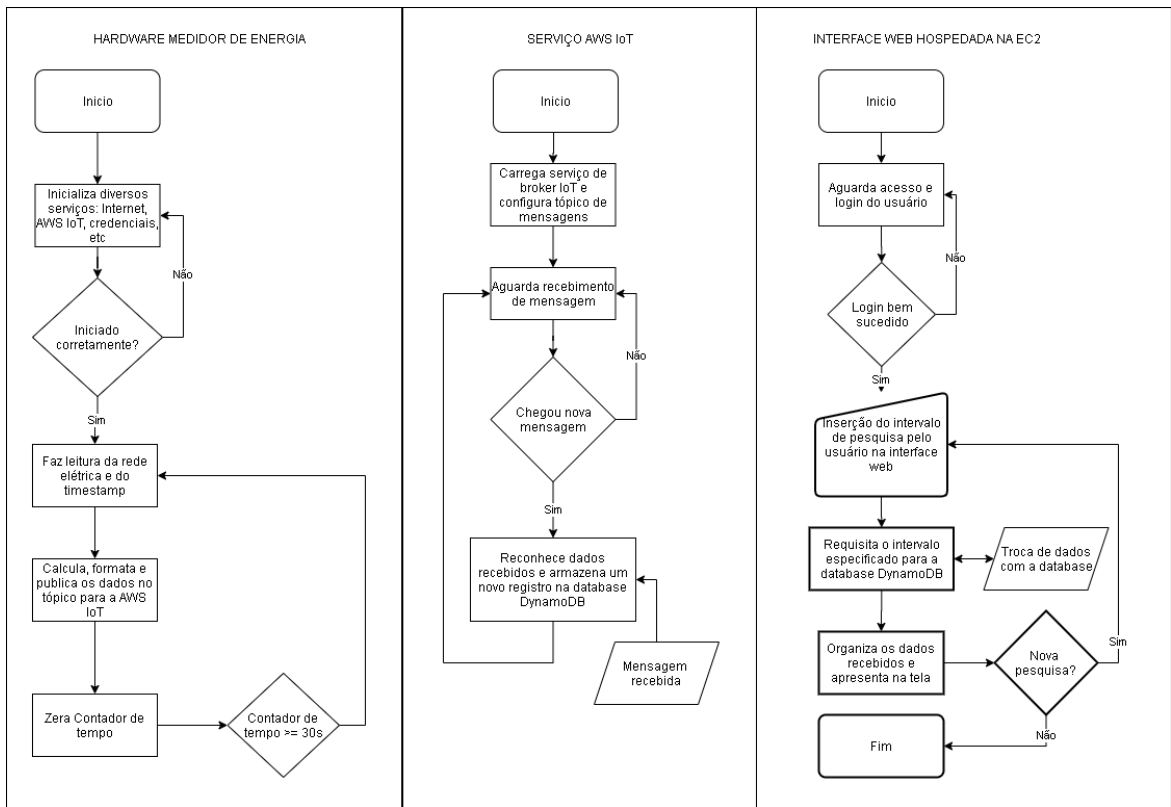 HARDWARE MEDIDOR DE ENERGIA
Inicio
Inicializa diversos
serviços: Internet,
AWS IoT, credenciais,
etc
Não
Iniciado
corretamente?
Sim
Faz leitura da rede
elétrica e do
timestamp
Calcula, formata e
publica os dados no
tópico para a AWS
IoT
Zera Contador de
tempo
Contador de
tempo >= 30s
SERVIÇO AWS IoT
Inicio
Carrega serviço de
broker IoT e
configura tópico de
mensagens
Aguarda recebimento
de mensagem
Não
Chegou nova
mensagem
Sim
Reconhece dados
recebidos e armazena um
novo registro na database
DynamoDB
Mensagem
recebida
INTERFACE WEB HOSPEDADA NA EC2
Inicio
Aguarda acesso e
login do usuário
Não
Login bem
sucedido
Sim
Inserção do intervalo
de pesquisa pelo
usuário na interface
web
Requisita o intervalo
especificado para a
database DynamoDB
Troca de dados
com a database
Organiza os dados
recebidos e
apresenta na tela
Nova
pesquisa?
Sim
Não
Fim